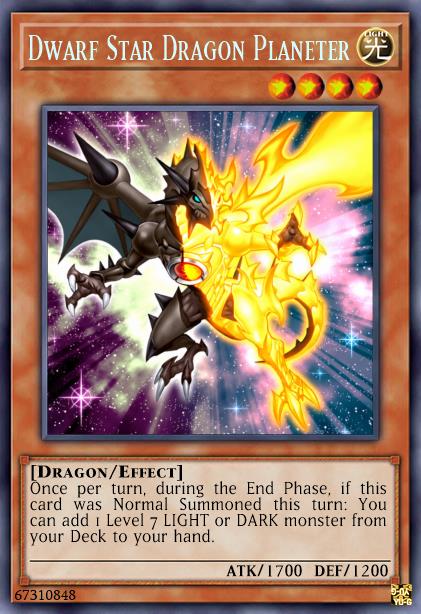 Dwarf Star Dragon Planeter
LIGHT
光
[Dragon/Effect]
Once per turn, during the End Phase, if this
card was Normal Summoned this turn: You
can add 1 Level 7 LIGHT or DARK monster from
your Deck to your hand.
ATK/1700 DEF/1200
67310848